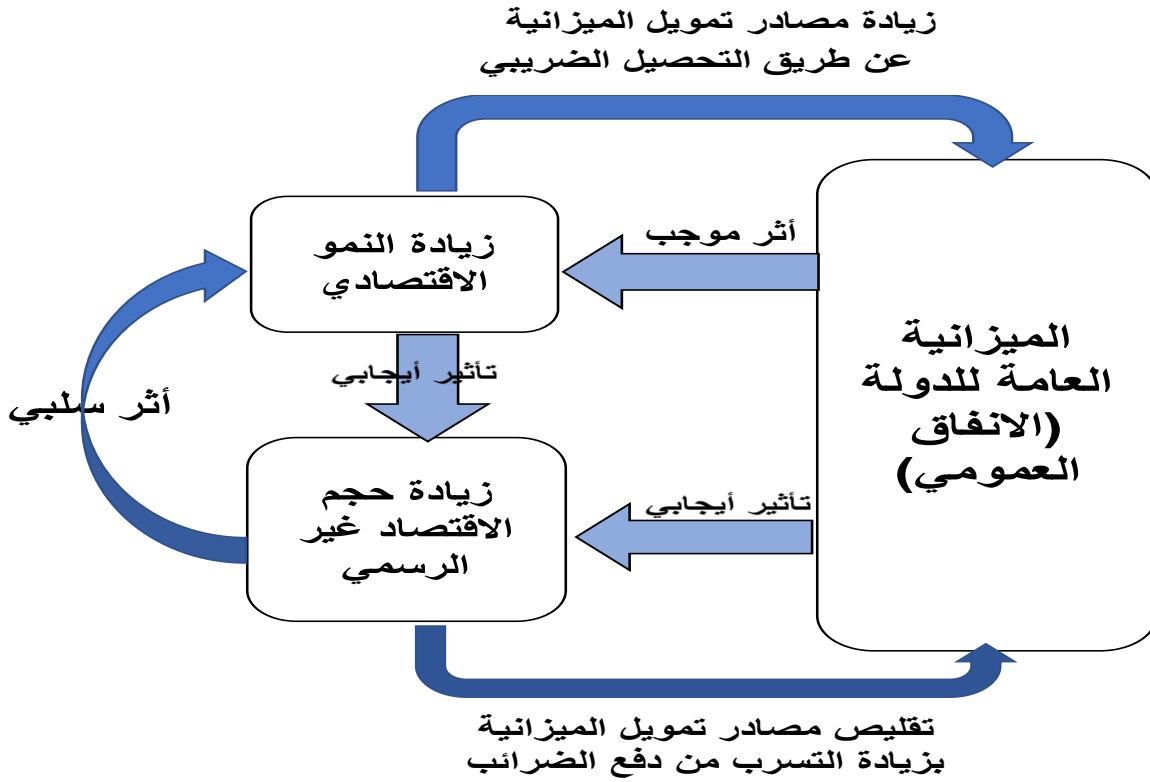 زيادة مصادر تمويل الميزانية
عن طريق التحصيل الضريبي
أثر موجب
زيادة النمو
الاقتصادي
الميزانية
العامة للدولة
(الانفاق
العمومي)
تأثير أيجابي
أثر سلبي
زيادة حجم
الاقتصاد غير
الرسمي
تأثير أيجابي
تقليص مصادر تمويل الميزانية
بزيادة التسرب من دفع الضرائب